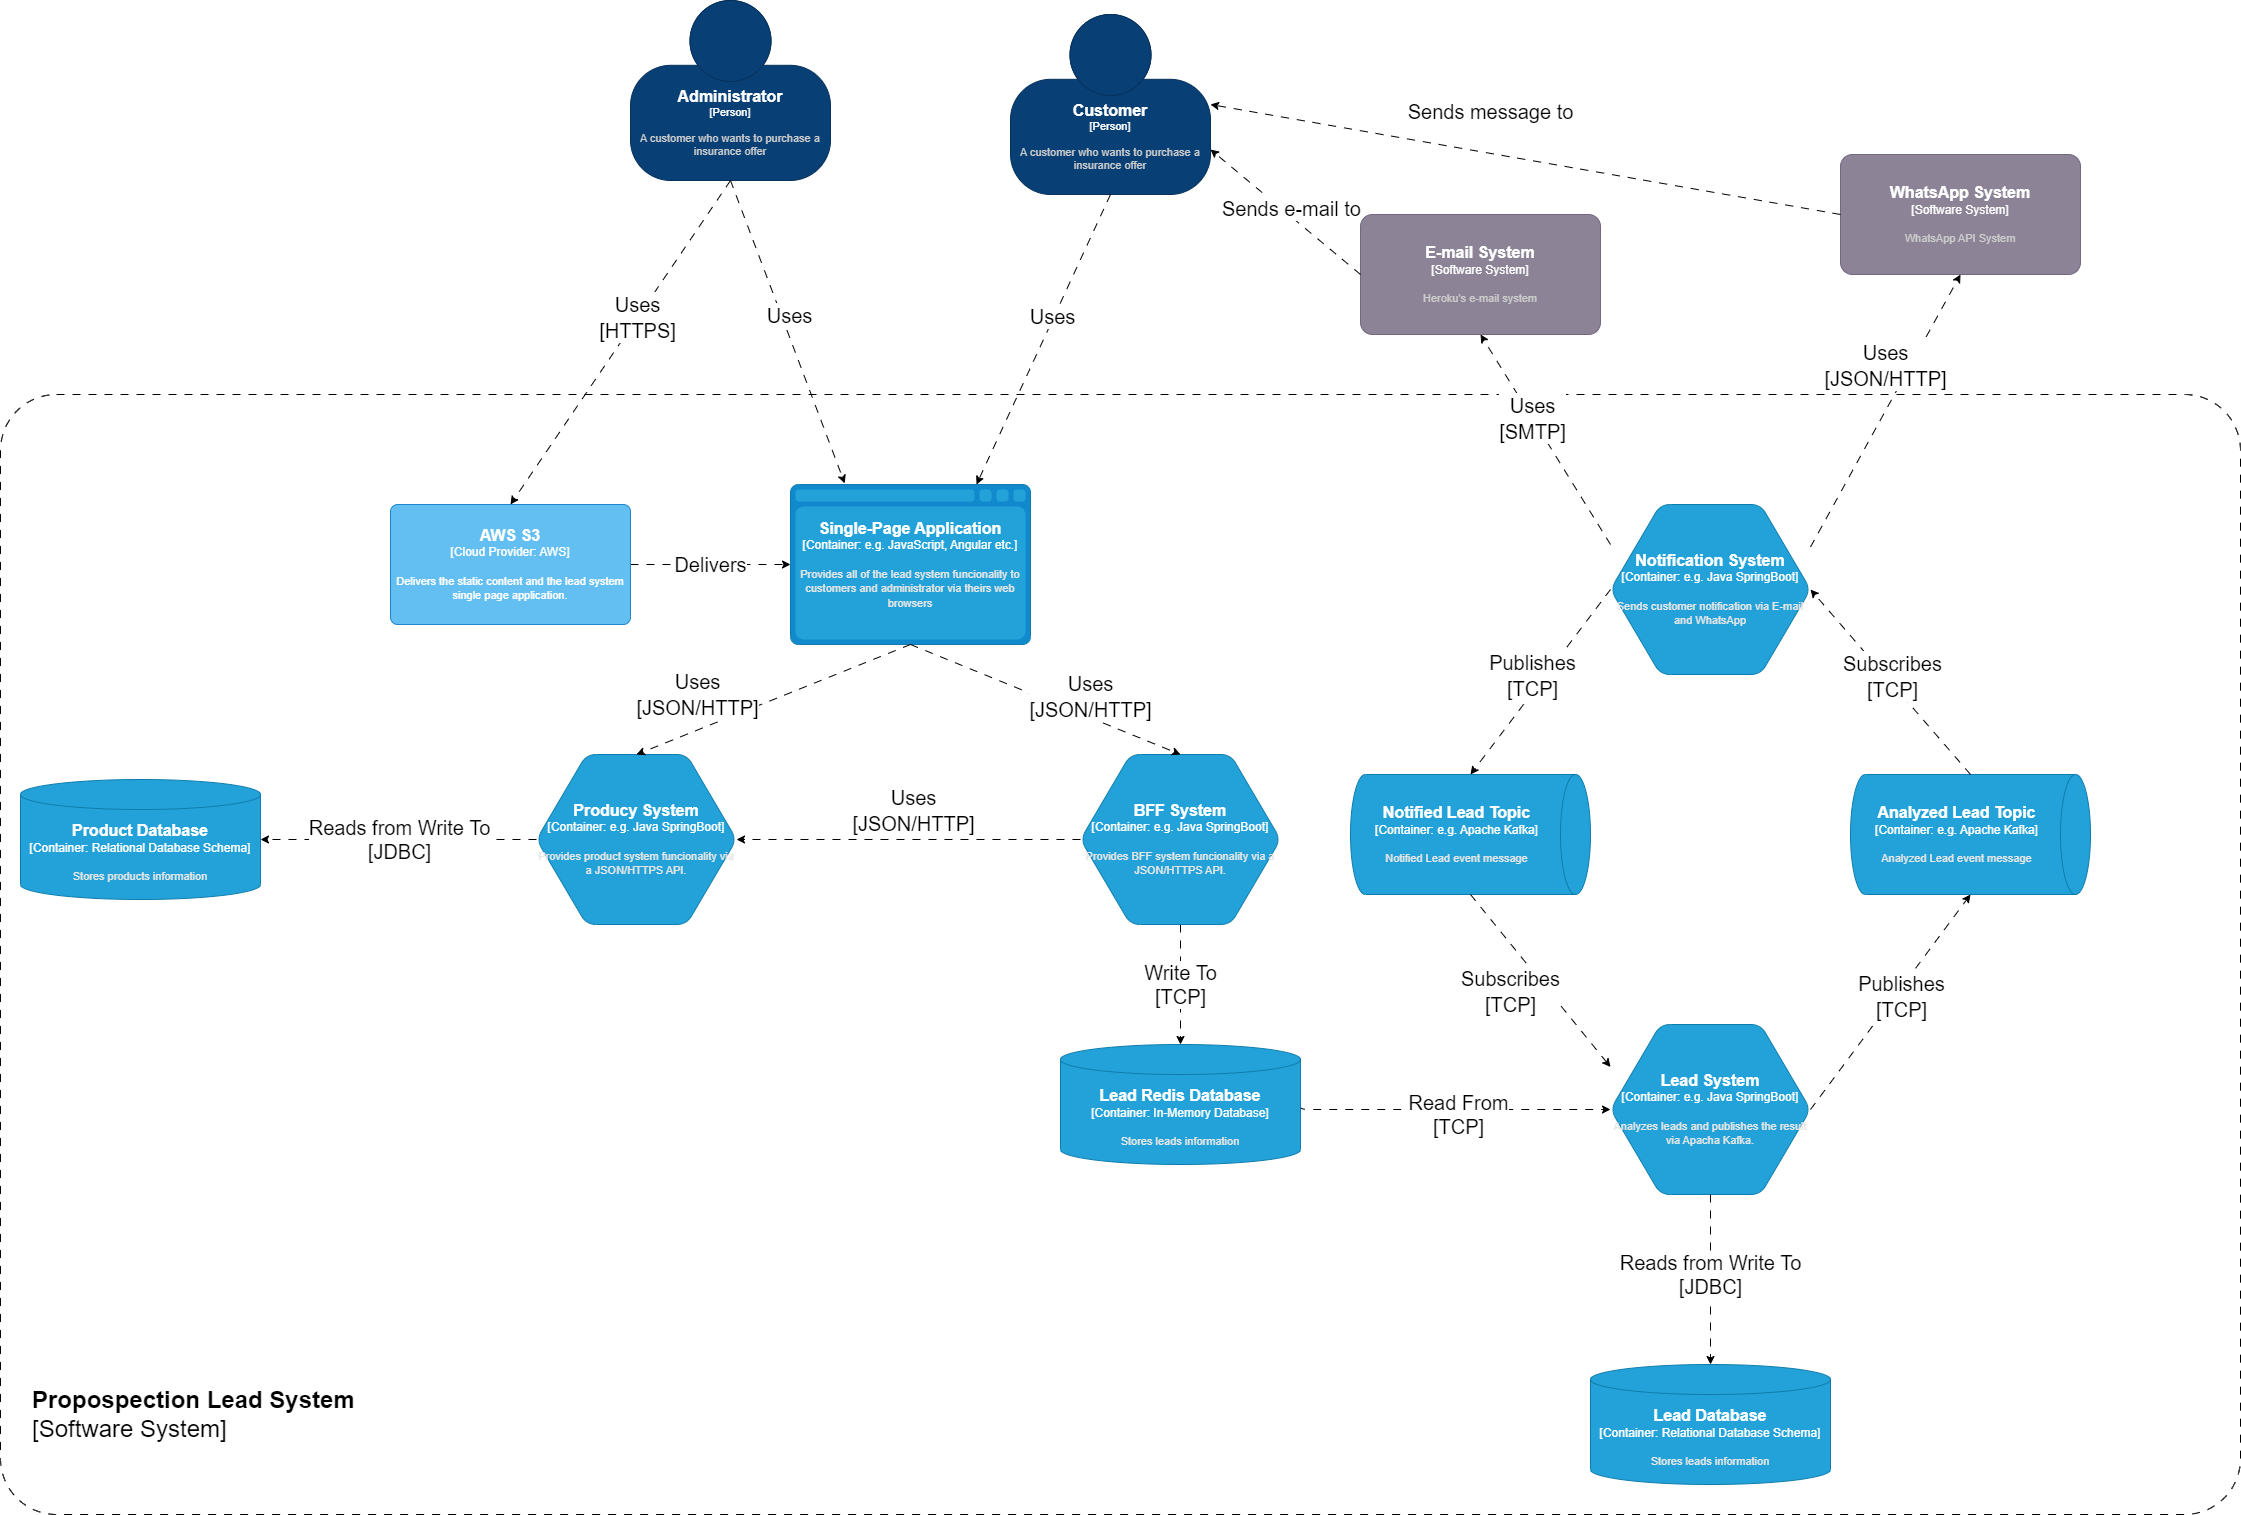 Administrator
[Person]
A customer who wants to purchase a
insurance offer
Customer
[Person]
A customer who wants to purchase a
insurance offer
Sends message to
WhatsApp System
[Software System]
WhatsApp API System
Sends e-mail to
E-mail System
[Software System]
Heroku's e-mail system
Uses
[HTTPS]
Uses
Uses
Uses
[JSON/HTTP]
Uses
[SMTP]
AWS S3
[Cloud Provider: AWS]
Delivers the static content and the lead system
single page application.
Delivers
Single-Page Application
[Container: e.g. JavaScript, Angular etc.]
Provides all of the lead system funcionality to
customers and administrator via theirs web
browsers
Notification System
[Container: e.g. Java SpringBoot]
Sends customer notification via E-mail
and WhatsApp
Uses
[JSON/HTTP]
Uses
[JSON/HTTP]
Publishes
[TCP]
Subscribes
[TCP]
Product Database
[Container: Relational Database Schema]
Stores products information
Reads from Write To
[JDBC]
Producy System
[Container: e.g. Java SpringBoot]
Provides product system funcionality via
a JSON/HTTPS API.
Uses
[JSON/HTTP]
BFF System
[Container: e.g. Java SpringBoot]
Provides BFF system funcionality via a
JSON/HTTPS API.
Notified Lead Topic
[Container: e.g. Apache Kafka]
Notified Lead event message
Analyzed Lead Topic
[Container: e.g. Apache Kafka]
Analyzed Lead event message
Write To
[TCP]
Subscribes
[TCP]
Publishes
[TCP]
Lead Redis Database
[Container: In-Memory Database]
Stores leads information
Read From
[TCP]
Lead System
[Container: e.g. Java SpringBoot]
Analyzes leads and publishes the result
via Apacha Kafka.
Reads from Write To
[JDBC]
Lead Database
[Container: Relational Database Schema]
Stores leads information
Propospection Lead System
[Software System]